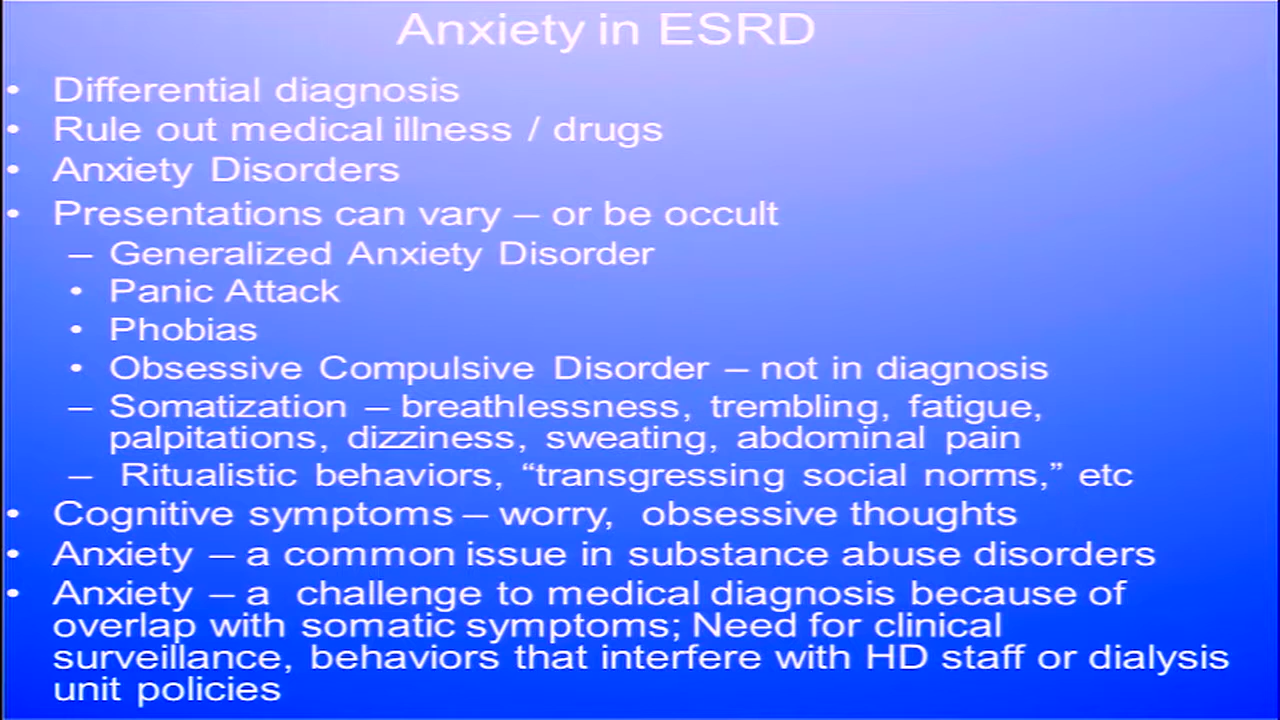 Anxiety in ESRD
• Differential diagnosis
• Rule out medical illness / drugs
• Anxiety Disorders
• Presentations can vary – or be occult
– Generalized Anxiety Disorder
• Panic Attack
• Phobias
• Obsessive Compulsive Disorder – not in diagnosis
– Somatization – breathlessness, trembling, fatigue,
palpitations, dizziness, sweating, abdominal pain
– Ritualistic behaviors, “transgressing social norms,” etc
• Cognitive symptoms – worry, obsessive thoughts
• Anxiety – a common issue in substance abuse disorders
• Anxiety – a challenge to medical diagnosis because of
overlap with somatic symptoms; Need for clinical
surveillance, behaviors that interfere with HD staff or dialysis
unit policies